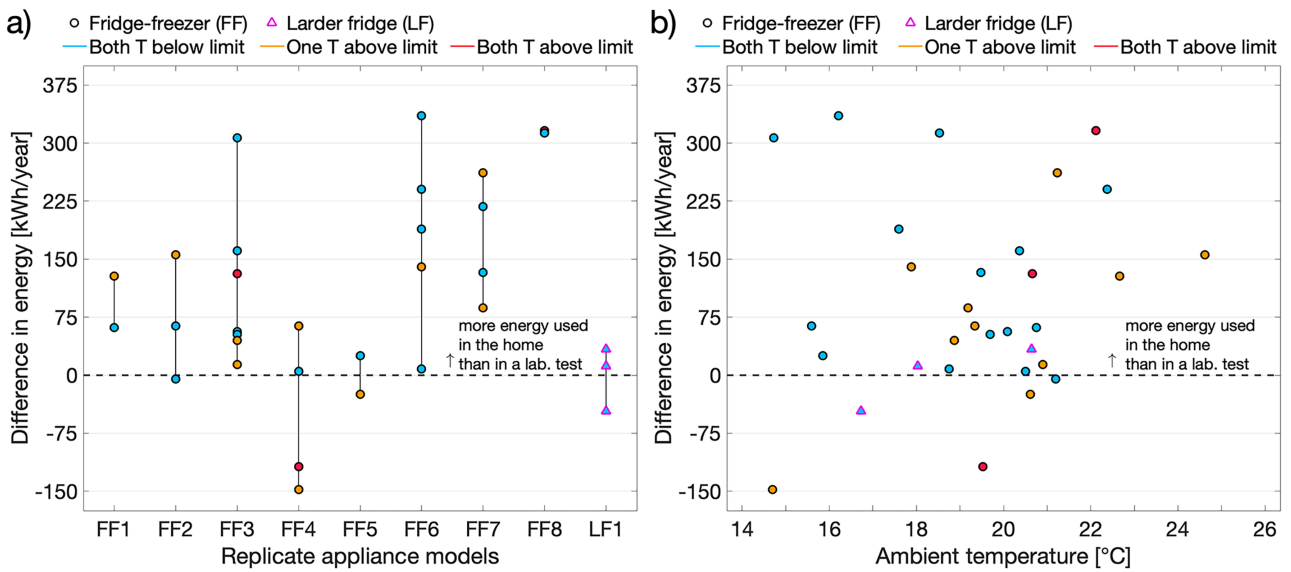 a)
Fridge-freezer (FF) Larder fridge (LF)
Both T below limit One T above limit Both T above limit
Difference in energy [kWh/year]
375
300
225
150
75
0
-75
-150
more energy used
in the home
↑ than in a lab. test
FF1 FF2 FF3 FF4 FF5 FF6 FF7 FF8 LF1
Replicate appliance models
b)
Fridge-freezer (FF) Larder fridge (LF)
Both T below limit One T above limit Both T above limit
Difference in energy [kWh/year]
375
300
225
150
75
0
-75
-150
more energy used
in the home
↑ than in a lab. test
14 16 18 20 22 24 26
Ambient temperature [°C]